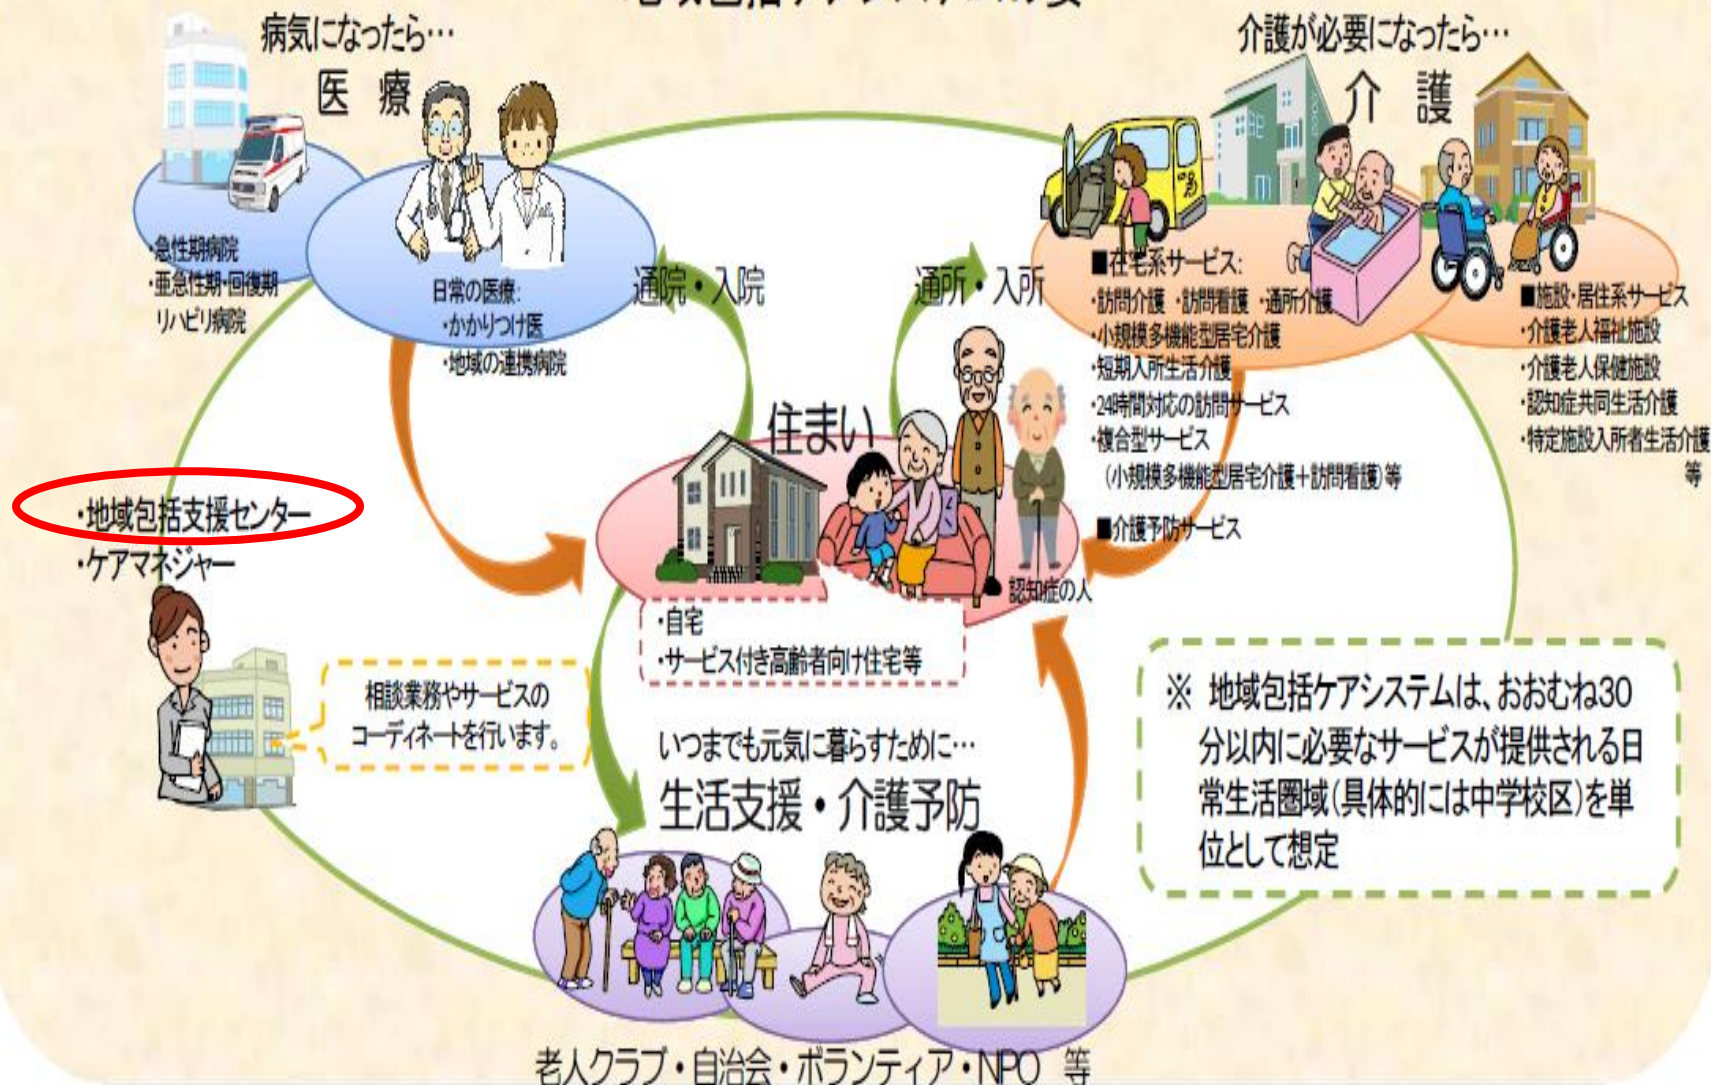 病気になったら…
医 療
介護が必要になったら…
介 護
・急性期病院
・亜急性期・回復期
リハビリ病院
日常の医療:
・かかりつけ医
・地域の連携病院
通院・入院
通所・入所
■在宅系サービス:
・訪問介護 ・訪問看護 ・通所介護
・小規模多機能型居宅介護
・短期入所生活介護
・24時間対応の訪問サービス
・複合型サービス
(小規模多機能型居宅介護＋訪問看護)等
■介護予防サービス
■施設・居住系サービス
・介護老人福祉施設
・介護老人保健施設
・認知症共同生活介護
・特定施設入所者生活介護
等
住まい
認知症の人
・自宅
・サービス付き高齢者向け住宅等
・地域包括支援センター
・ケアマネジャー
相談業務やサービスの
コーディネートを行います。
いつまでも元気に暮らすために…
生活支援・介護予防
※ 地域包括ケアシステムは、おおむね30
分以内に必要なサービスが提供される日
常生活圏域(具体的には中学校区)を単
位として想定
老人クラブ・自治会・ボランティア・NPO 等